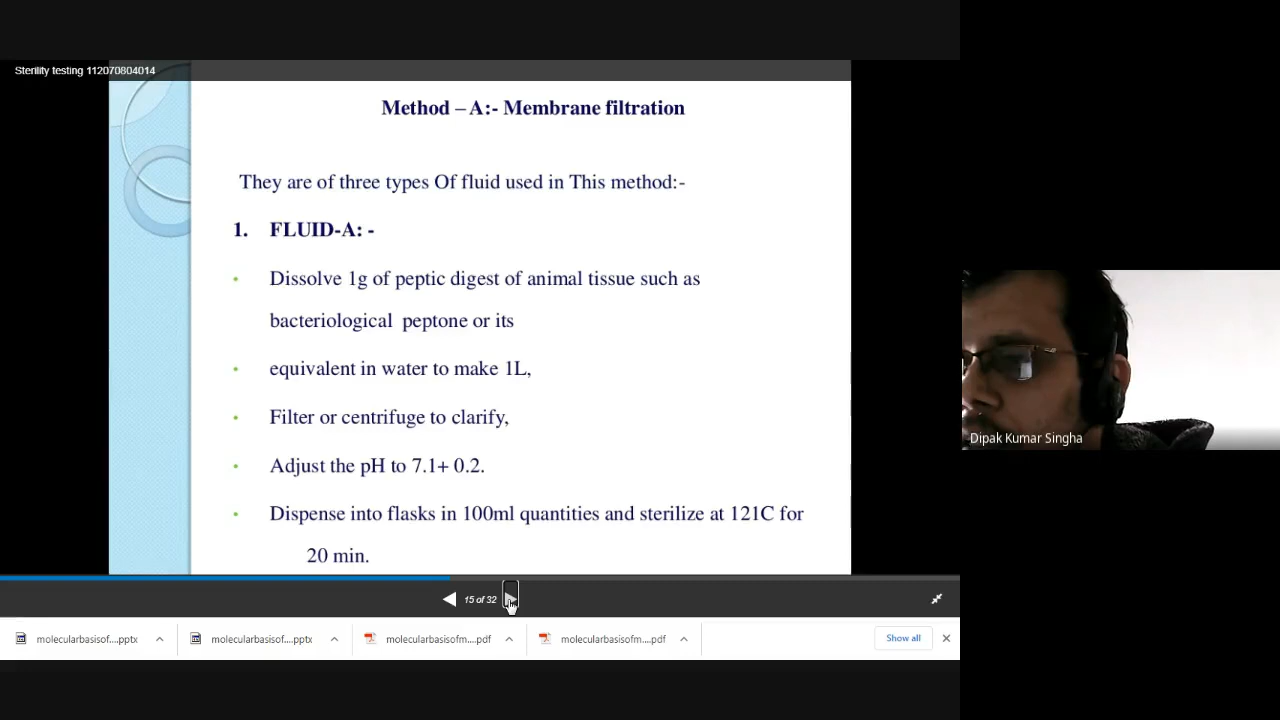 Sterility testing 112070804014
Method – A:- Membrane filtration
They are of three types Of fluid used in This method:-
1. FLUID-A: -
• Dissolve 1g of peptic digest of animal tissue such as
bacteriological peptone or its
• equivalent in water to make 1L,
• Filter or centrifuge to clarify,
• Adjust the pH to 7.1+ 0.2.
• Dispense into flasks in 100ml quantities and sterilize at 121C for
20 min.
15 of 32
molecularbasisof....pptx
molecularbasisof....pptx
molecularbasisofm....pdf
molecularbasisofm....pdf
Show all
Dipak Kumar Singha